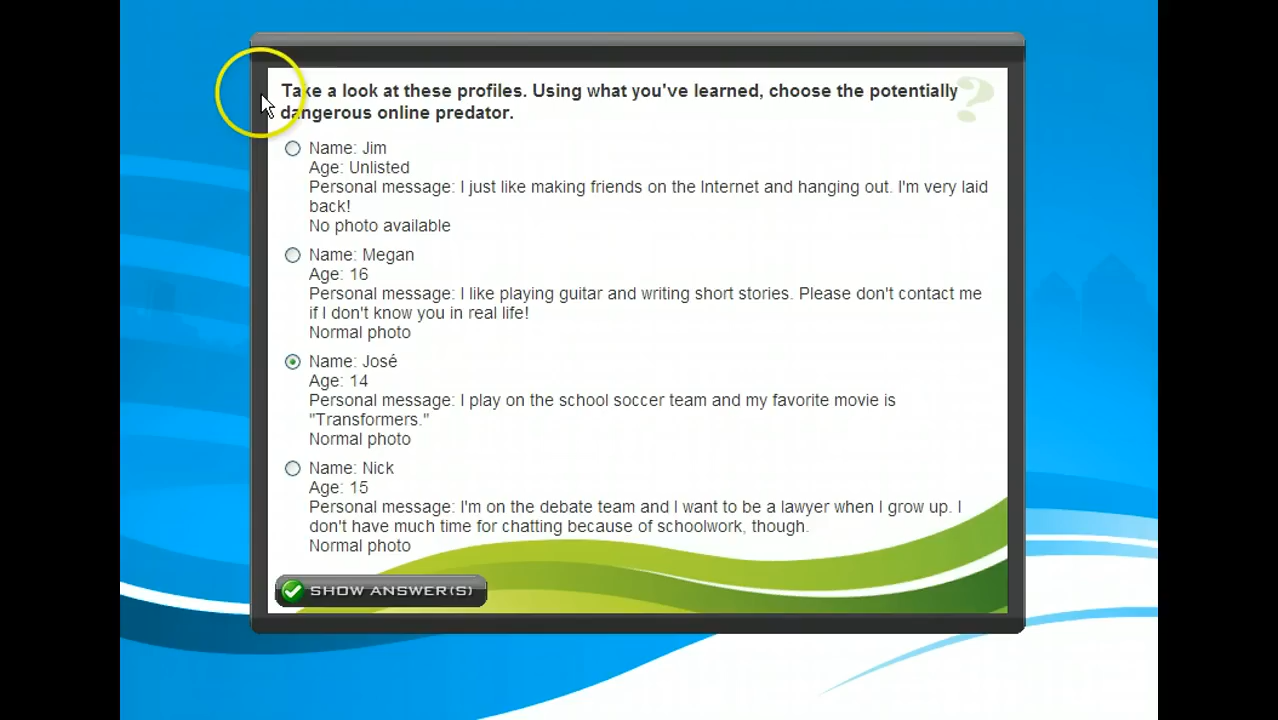 Take a look at these profiles. Using what you've learned, choose the potentially
dangerous online predator.
Name: Jim
Age: Unlisted
Personal message: I just like making friends on the Internet and hanging out. I'm very laid
back!
No photo available
Name: Megan
Age: 16
Personal message: I like playing guitar and writing short stories. Please don't contact me
if I don't know you in real life!
Normal photo
Name: José
Age: 14
Personal message: I play on the school soccer team and my favorite movie is
"Transformers."
Normal photo
Name: Nick
Age: 15
Personal message: I'm on the debate team and I want to be a lawyer when I grow up. I
don't have much time for chatting because of schoolwork, though.
Normal photo
SHOW ANSWER(S)